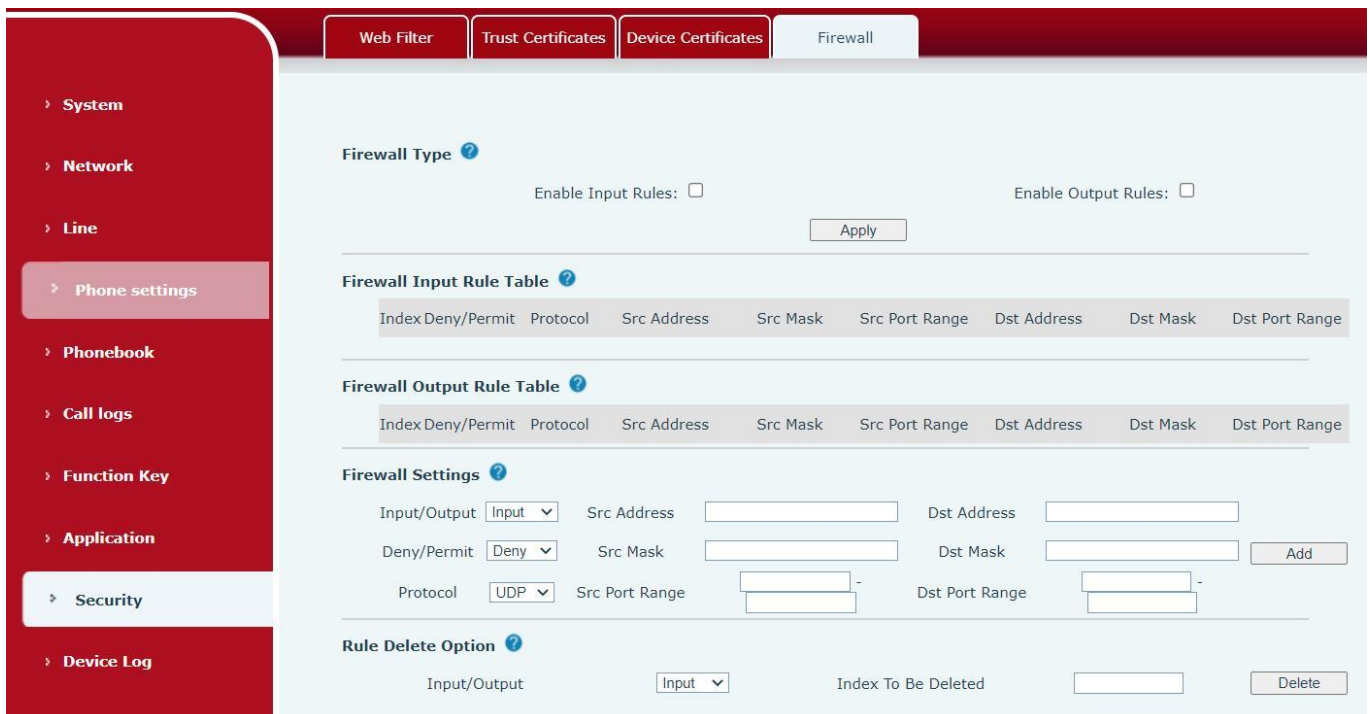 Web Filter Trust Certificates Device Certificates Firewall
System
Network
Line
Phone settings
Phonebook
Call logs
Function Key
Application
Security
Device Log
Firewall Type ?
Enable Input Rules: Enable Output Rules:
Apply
Firewall Input Rule Table ?
Index Deny/Permit Protocol Src Address Src Mask Src Port Range Dst Address Dst Mask Dst Port Range
Firewall Output Rule Table ?
Index Deny/Permit Protocol Src Address Src Mask Src Port Range Dst Address Dst Mask Dst Port Range
Firewall Settings ?
Input/Output Input Src Address Dst Address
Deny/Permit Deny Src Mask Dst Mask Add
Protocol UDP Src Port Range - Dst Port Range -
Rule Delete Option ?
Input/Output Input Index To Be Deleted Delete